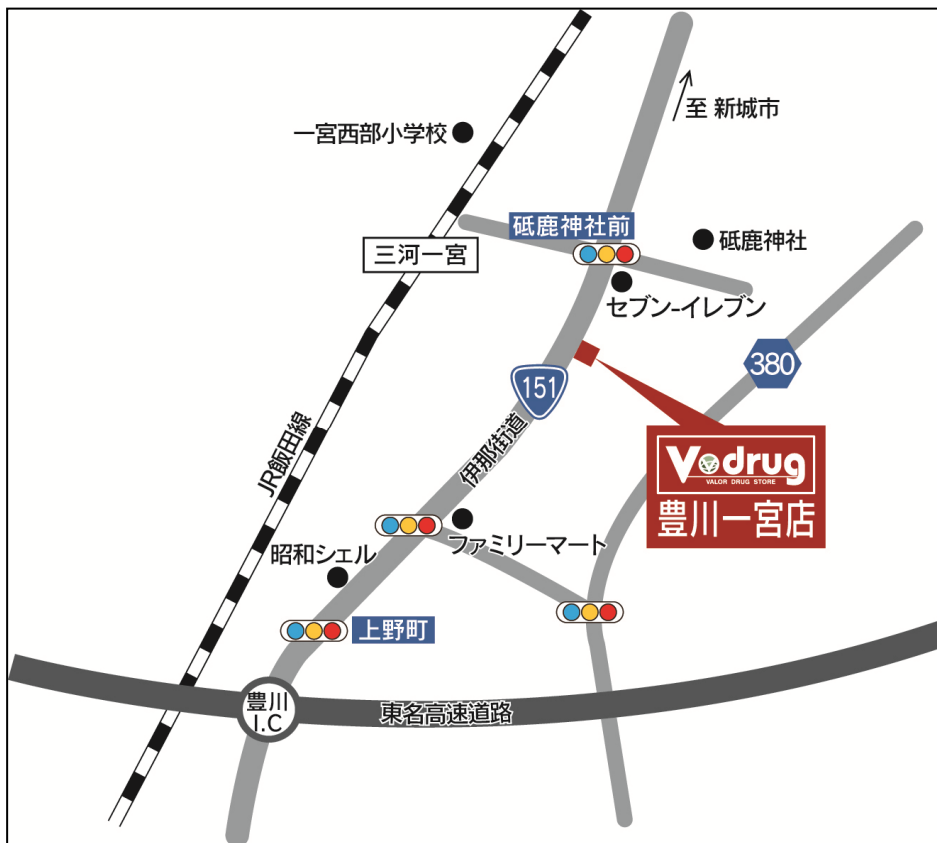 至 新城市
一宮西部小学校
砥鹿神社前
砥鹿神社
三河一宮
セブン-イレブン
380
151
V drug
VALOR DRUG STORE
豊川一宮店
JR飯田線
伊那街道
ファミリーマート
昭和シェル
上野町
豊川
I.C
東名高速道路